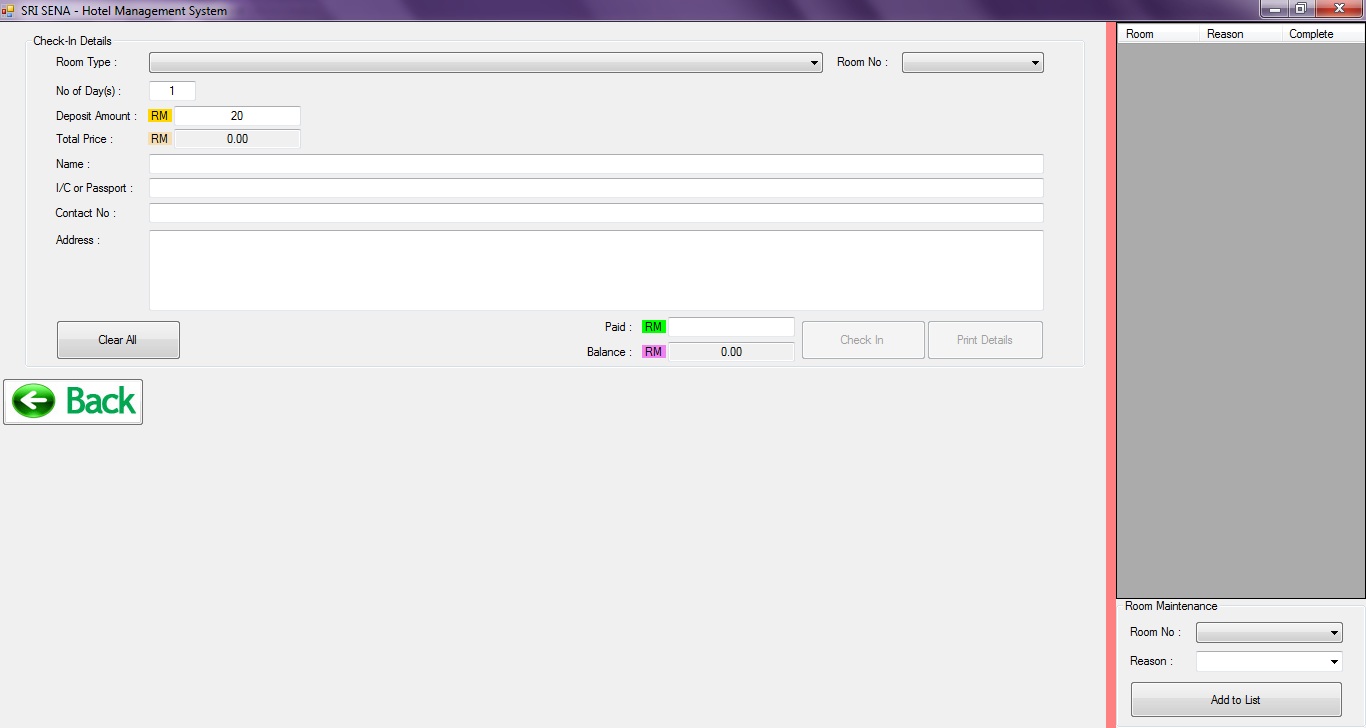 SRI SENA - Hotel Management System
Check-In Details
Room Type :
Room No :
No of Day(s) : 1
Deposit Amount : RM 20
Total Price : RM 0.00
Name :
I/C or Passport :
Contact No :
Address :
Clear All
Paid : RM
Balance : RM 0.00
Check In
Print Details
Back
Room Reason Complete
Room Maintenance
Room No :
Reason :
Add to List